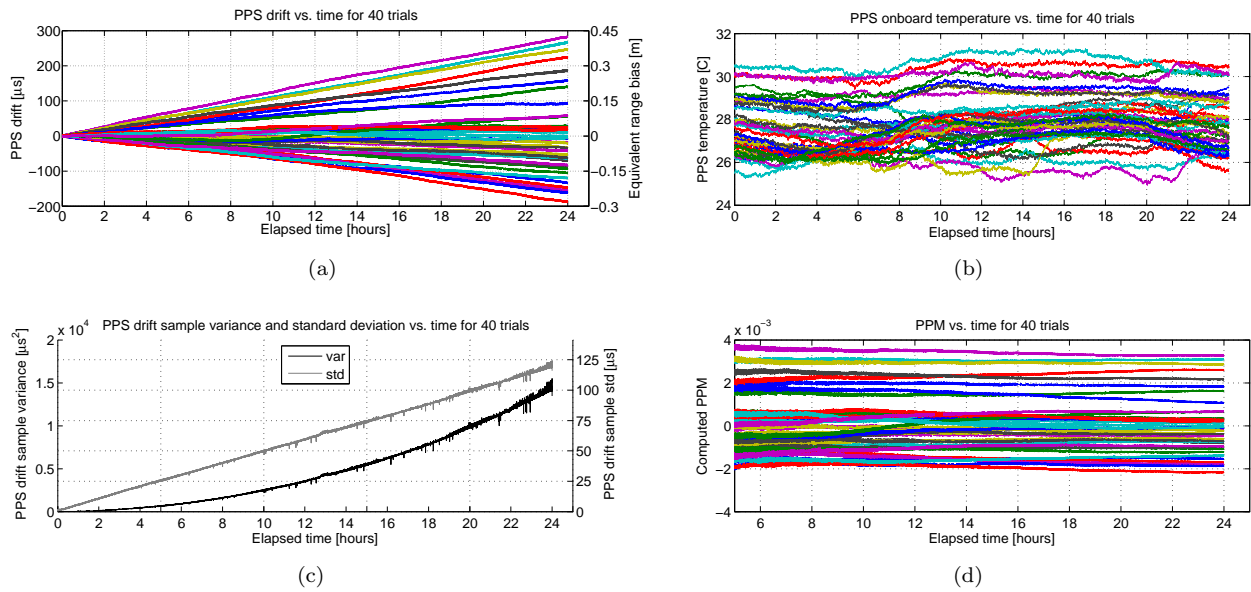 PPS drift vs. time for 40 trials
300
200
100
0
−100
−200
0.45
0.3
0.15
0
−0.15
−0.3
PPS drift [µs]
Equivalent range bias [m]
0 2 4 6 8 10 12 14 16 18 20 22 24
Elapsed time [hours]
(a)
PPS onboard temperature vs. time for 40 trials
32
30
28
26
24
PPS temperature [C]
0 2 4 6 8 10 12 14 16 18 20 22 24
Elapsed time [hours]
(b)
PPS drift sample variance and standard deviation vs. time for 40 trials
x 10⁴
2
1.5
1
0.5
0
125
100
75
50
25
0
PPS drift sample variance [µs²]
PPS drift sample std [µs]
var
std
0 2 4 6 8 10 12 14 16 18 20 22 24
Elapsed time [hours]
(c)
PPM vs. time for 40 trials
x 10⁻³
4
2
0
−2
−4
Computed PPM
6 8 10 12 14 16 18 20 22 24
Elapsed time [hours]
(d)